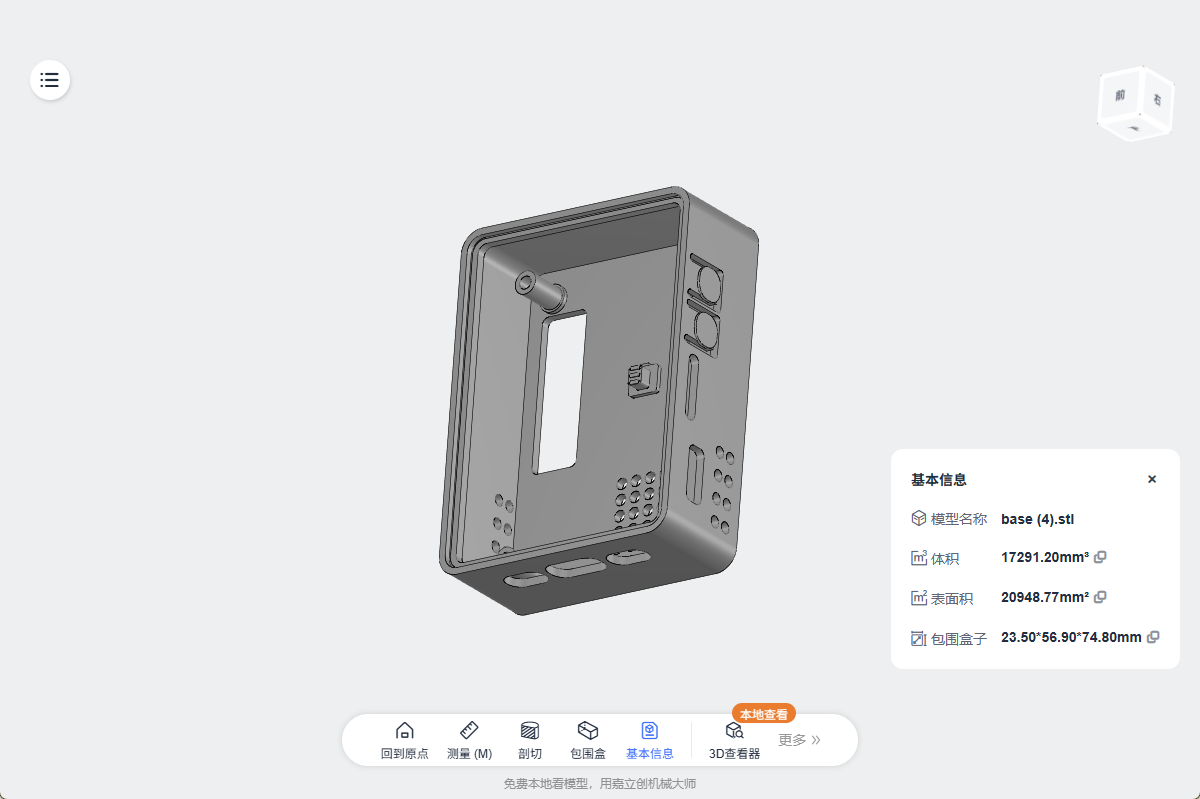 前
右
基本信息
模型名称 base (4).stl
体积 17291.20mm³
表面积 20948.77mm²
包围盒子 23.50*56.90*74.80mm
本地查看
回到原点
测量 (M)
剖切
包围盒
基本信息
3D查看器
更多
免费本地看模型，用嘉立创机械大师